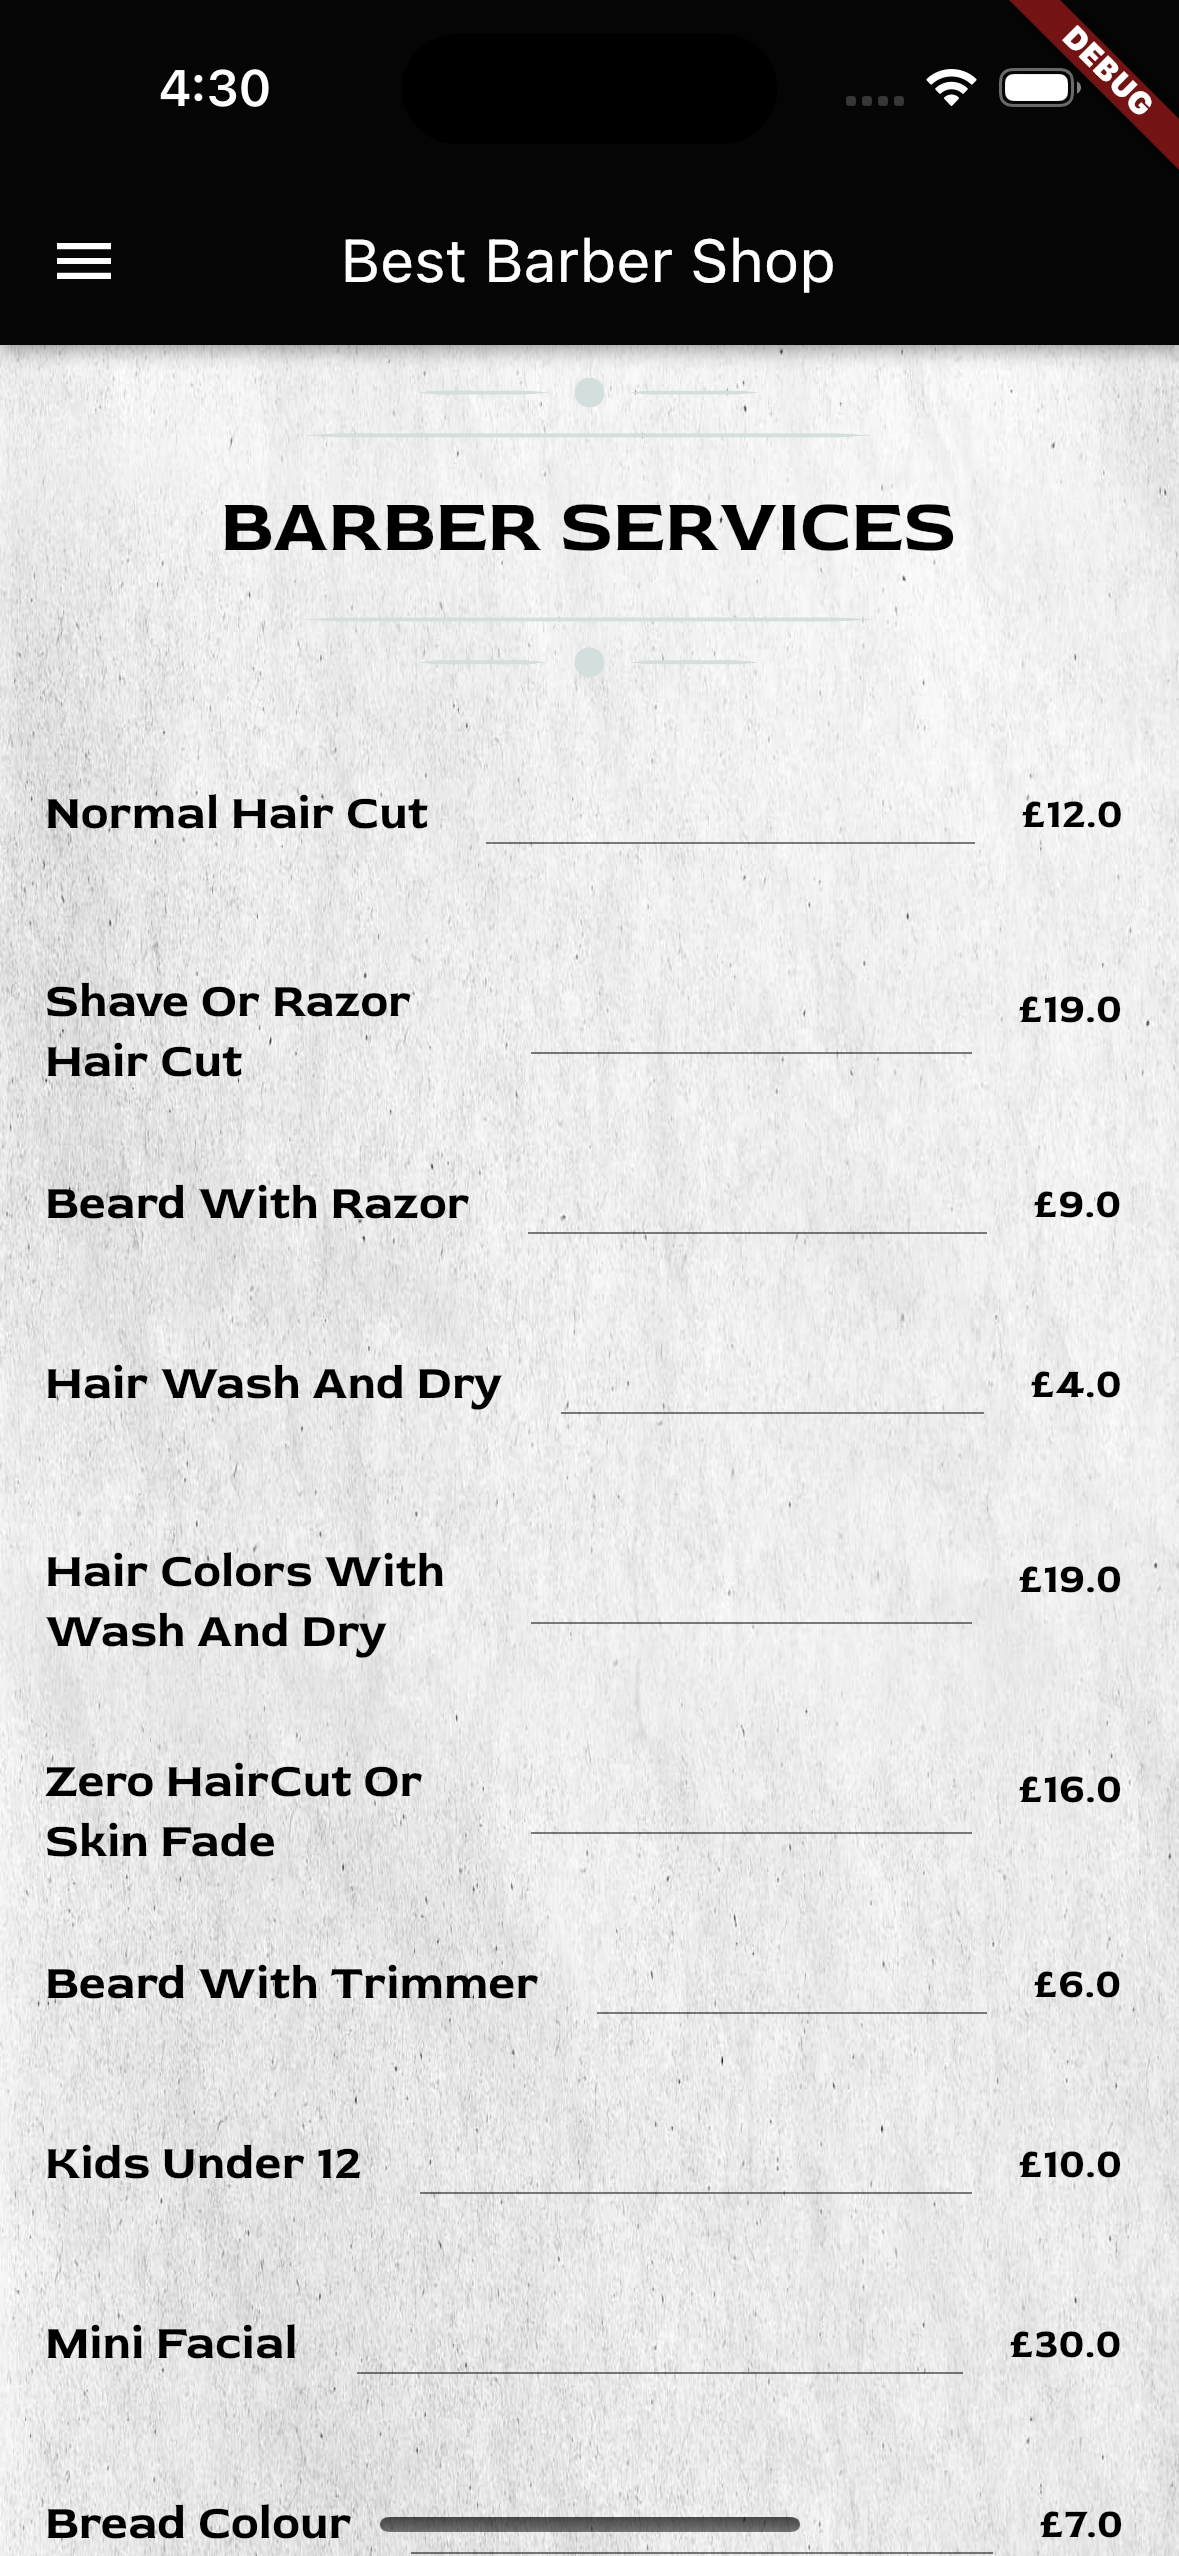 4:30
DEBUG
Best Barber Shop
BARBER SERVICES
Normal Hair Cut £12.0
Shave Or Razor £19.0
Hair Cut
Beard With Razor £9.0
Hair Wash And Dry £4.0
Hair Colors With £19.0
Wash And Dry
Zero HairCut Or £16.0
Skin Fade
Beard With Trimmer £6.0
Kids Under 12 £10.0
Mini Facial £30.0
Bread Colour £7.0